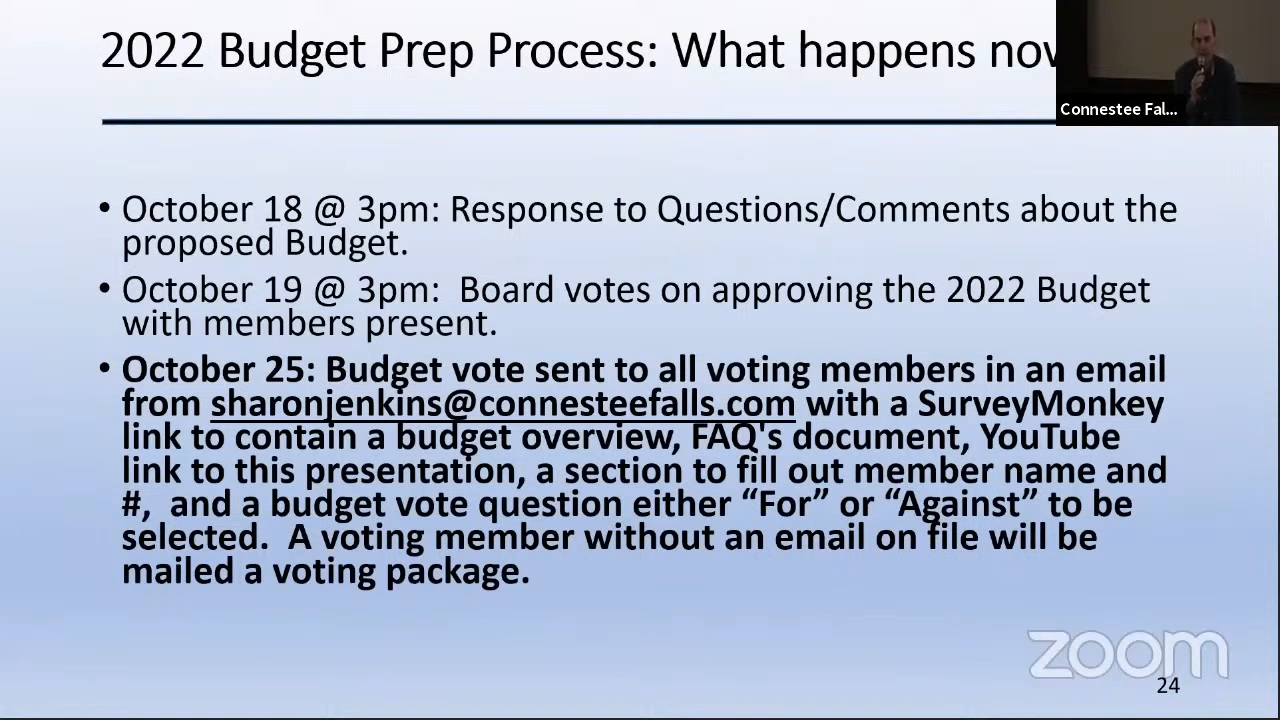 2022 Budget Prep Process: What happens now
Connestee Fal...
• October 18 @ 3pm: Response to Questions/Comments about the
proposed Budget.
• October 19 @ 3pm:  Board votes on approving the 2022 Budget
with members present.
• October 25: Budget vote sent to all voting members in an email
from sharonjenkins@connesteefalls.com with a SurveyMonkey
link to contain a budget overview, FAQ's document, YouTube
link to this presentation, a section to fill out member name and
#,  and a budget vote question either “For” or “Against” to be
selected.  A voting member without an email on file will be
mailed a voting package.
zoom
24